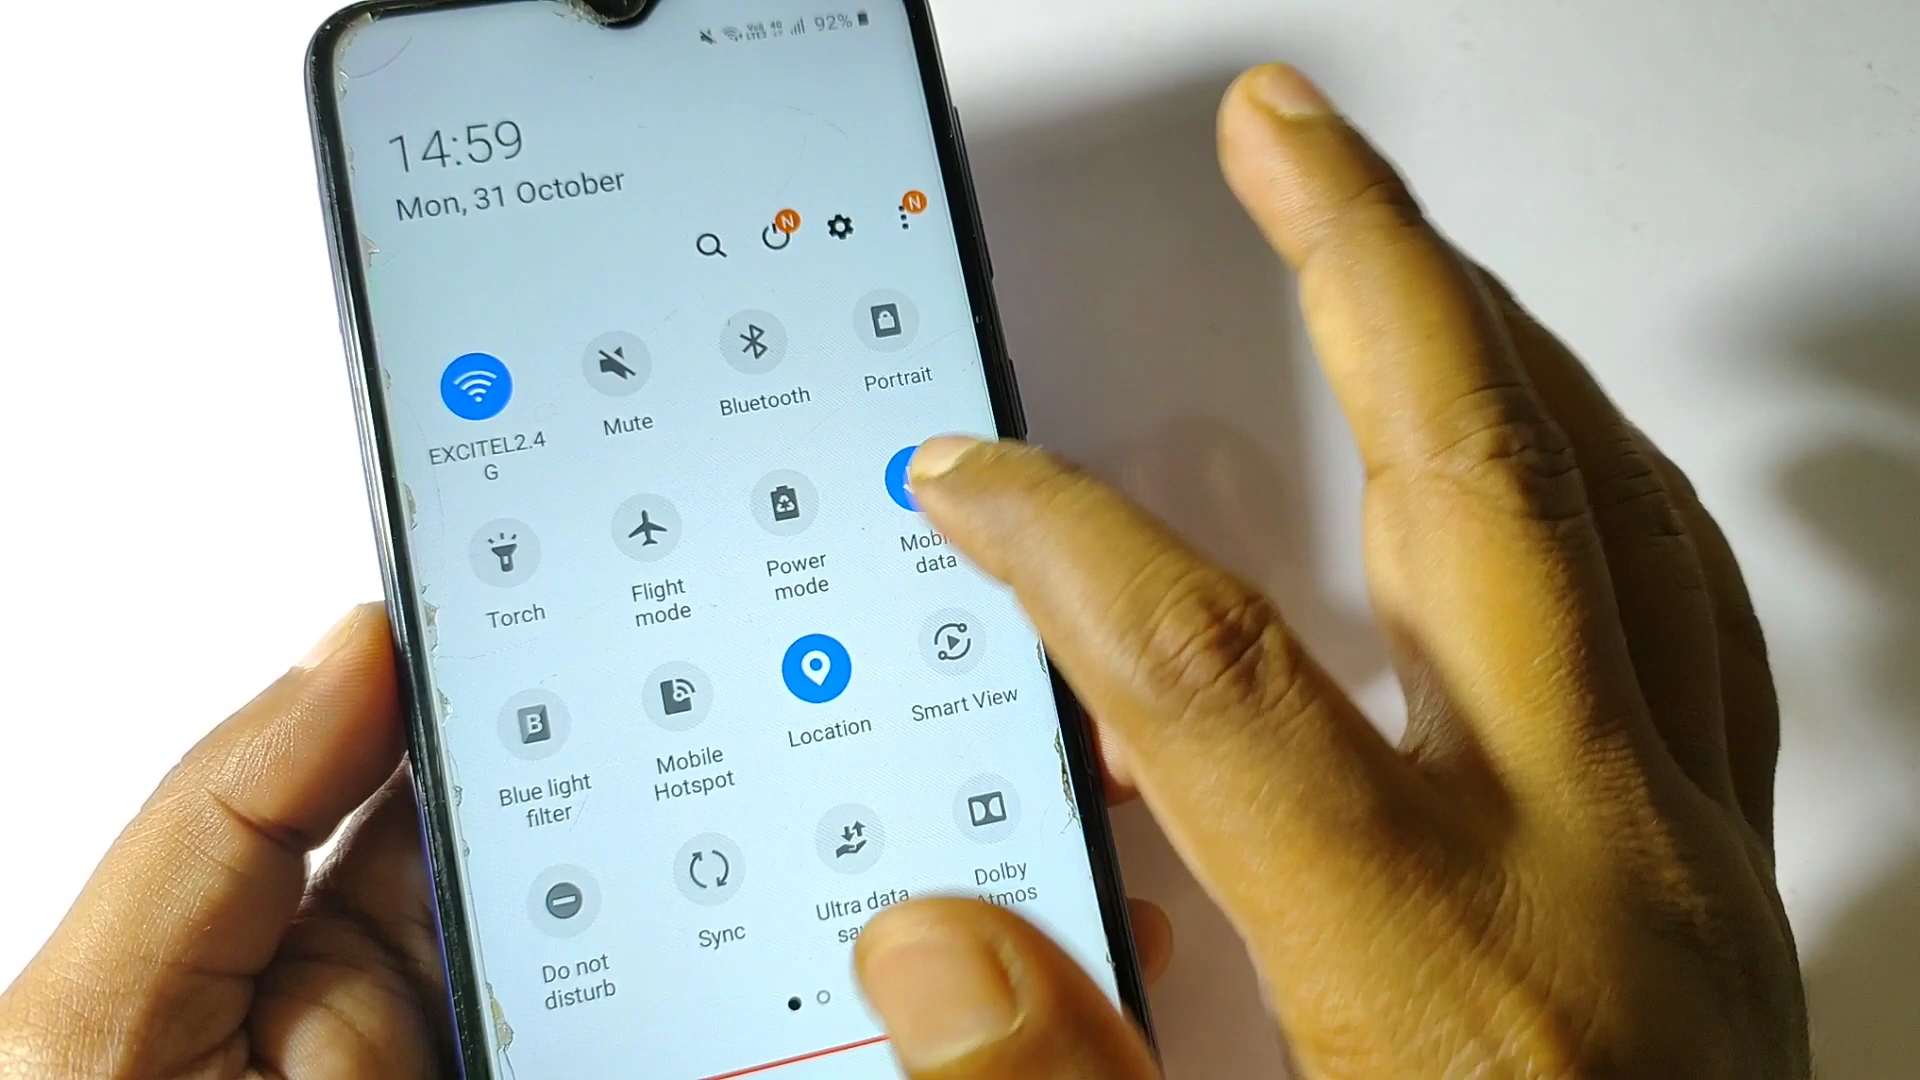 92%
14:59
Mon, 31 October
N
N
EXCITEL2.4
G
Mute
Bluetooth
Portrait
Torch
Flight
mode
Power
mode
data
Blue light
filter
Mobile
Hotspot
Location
Smart View
Do not
disturb
Sync
Ultra data
Dolby